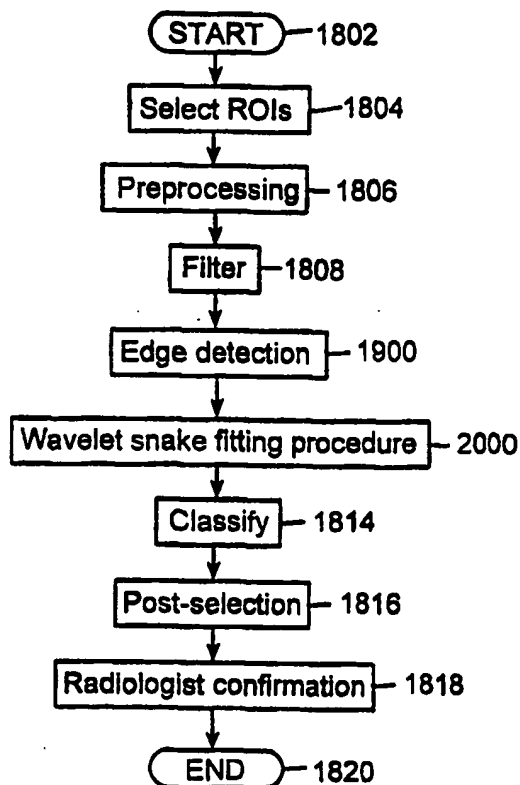 START 1802
Select ROIs 1804
Preprocessing 1806
Filter 1808
Edge detection 1900
Wavelet snake fitting procedure 2000
Classify 1814
Post-selection 1816
Radiologist confirmation 1818
END 1820